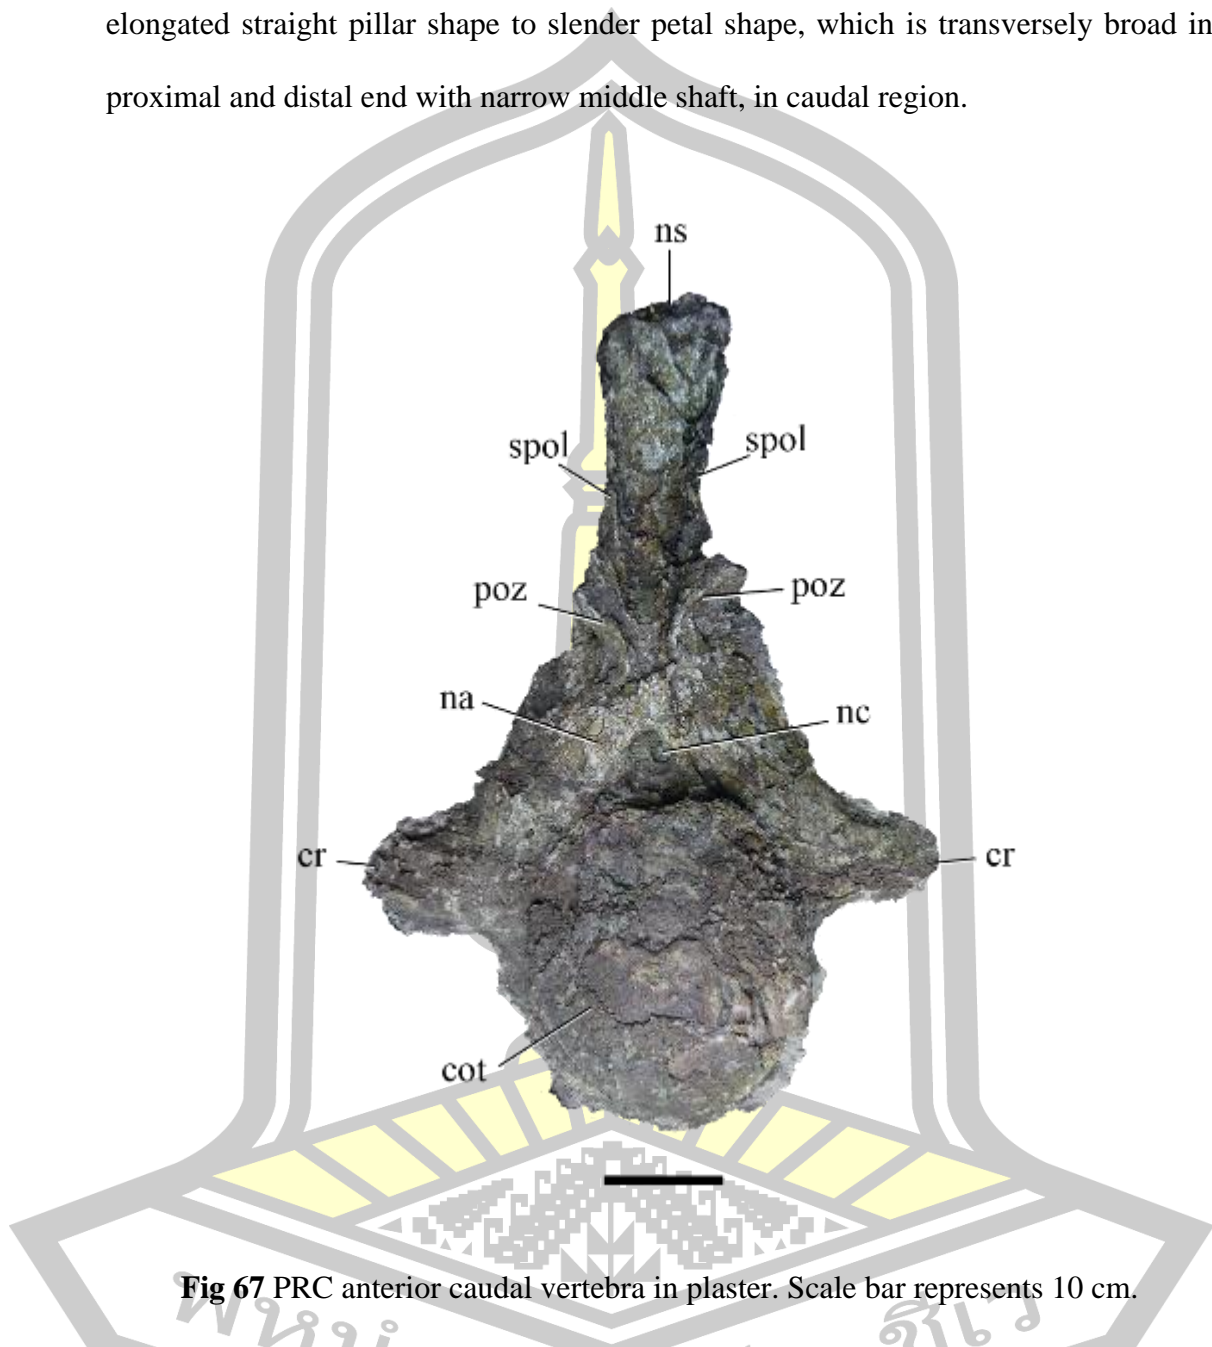 elongated straight pillar shape to slender petal shape, which is transversely broad in
proximal and distal end with narrow middle shaft, in caudal region.
ns
spol spol
poz poz
na nc
cr cr
cot
Fig 67 PRC anterior caudal vertebra in plaster. Scale bar represents 10 cm.